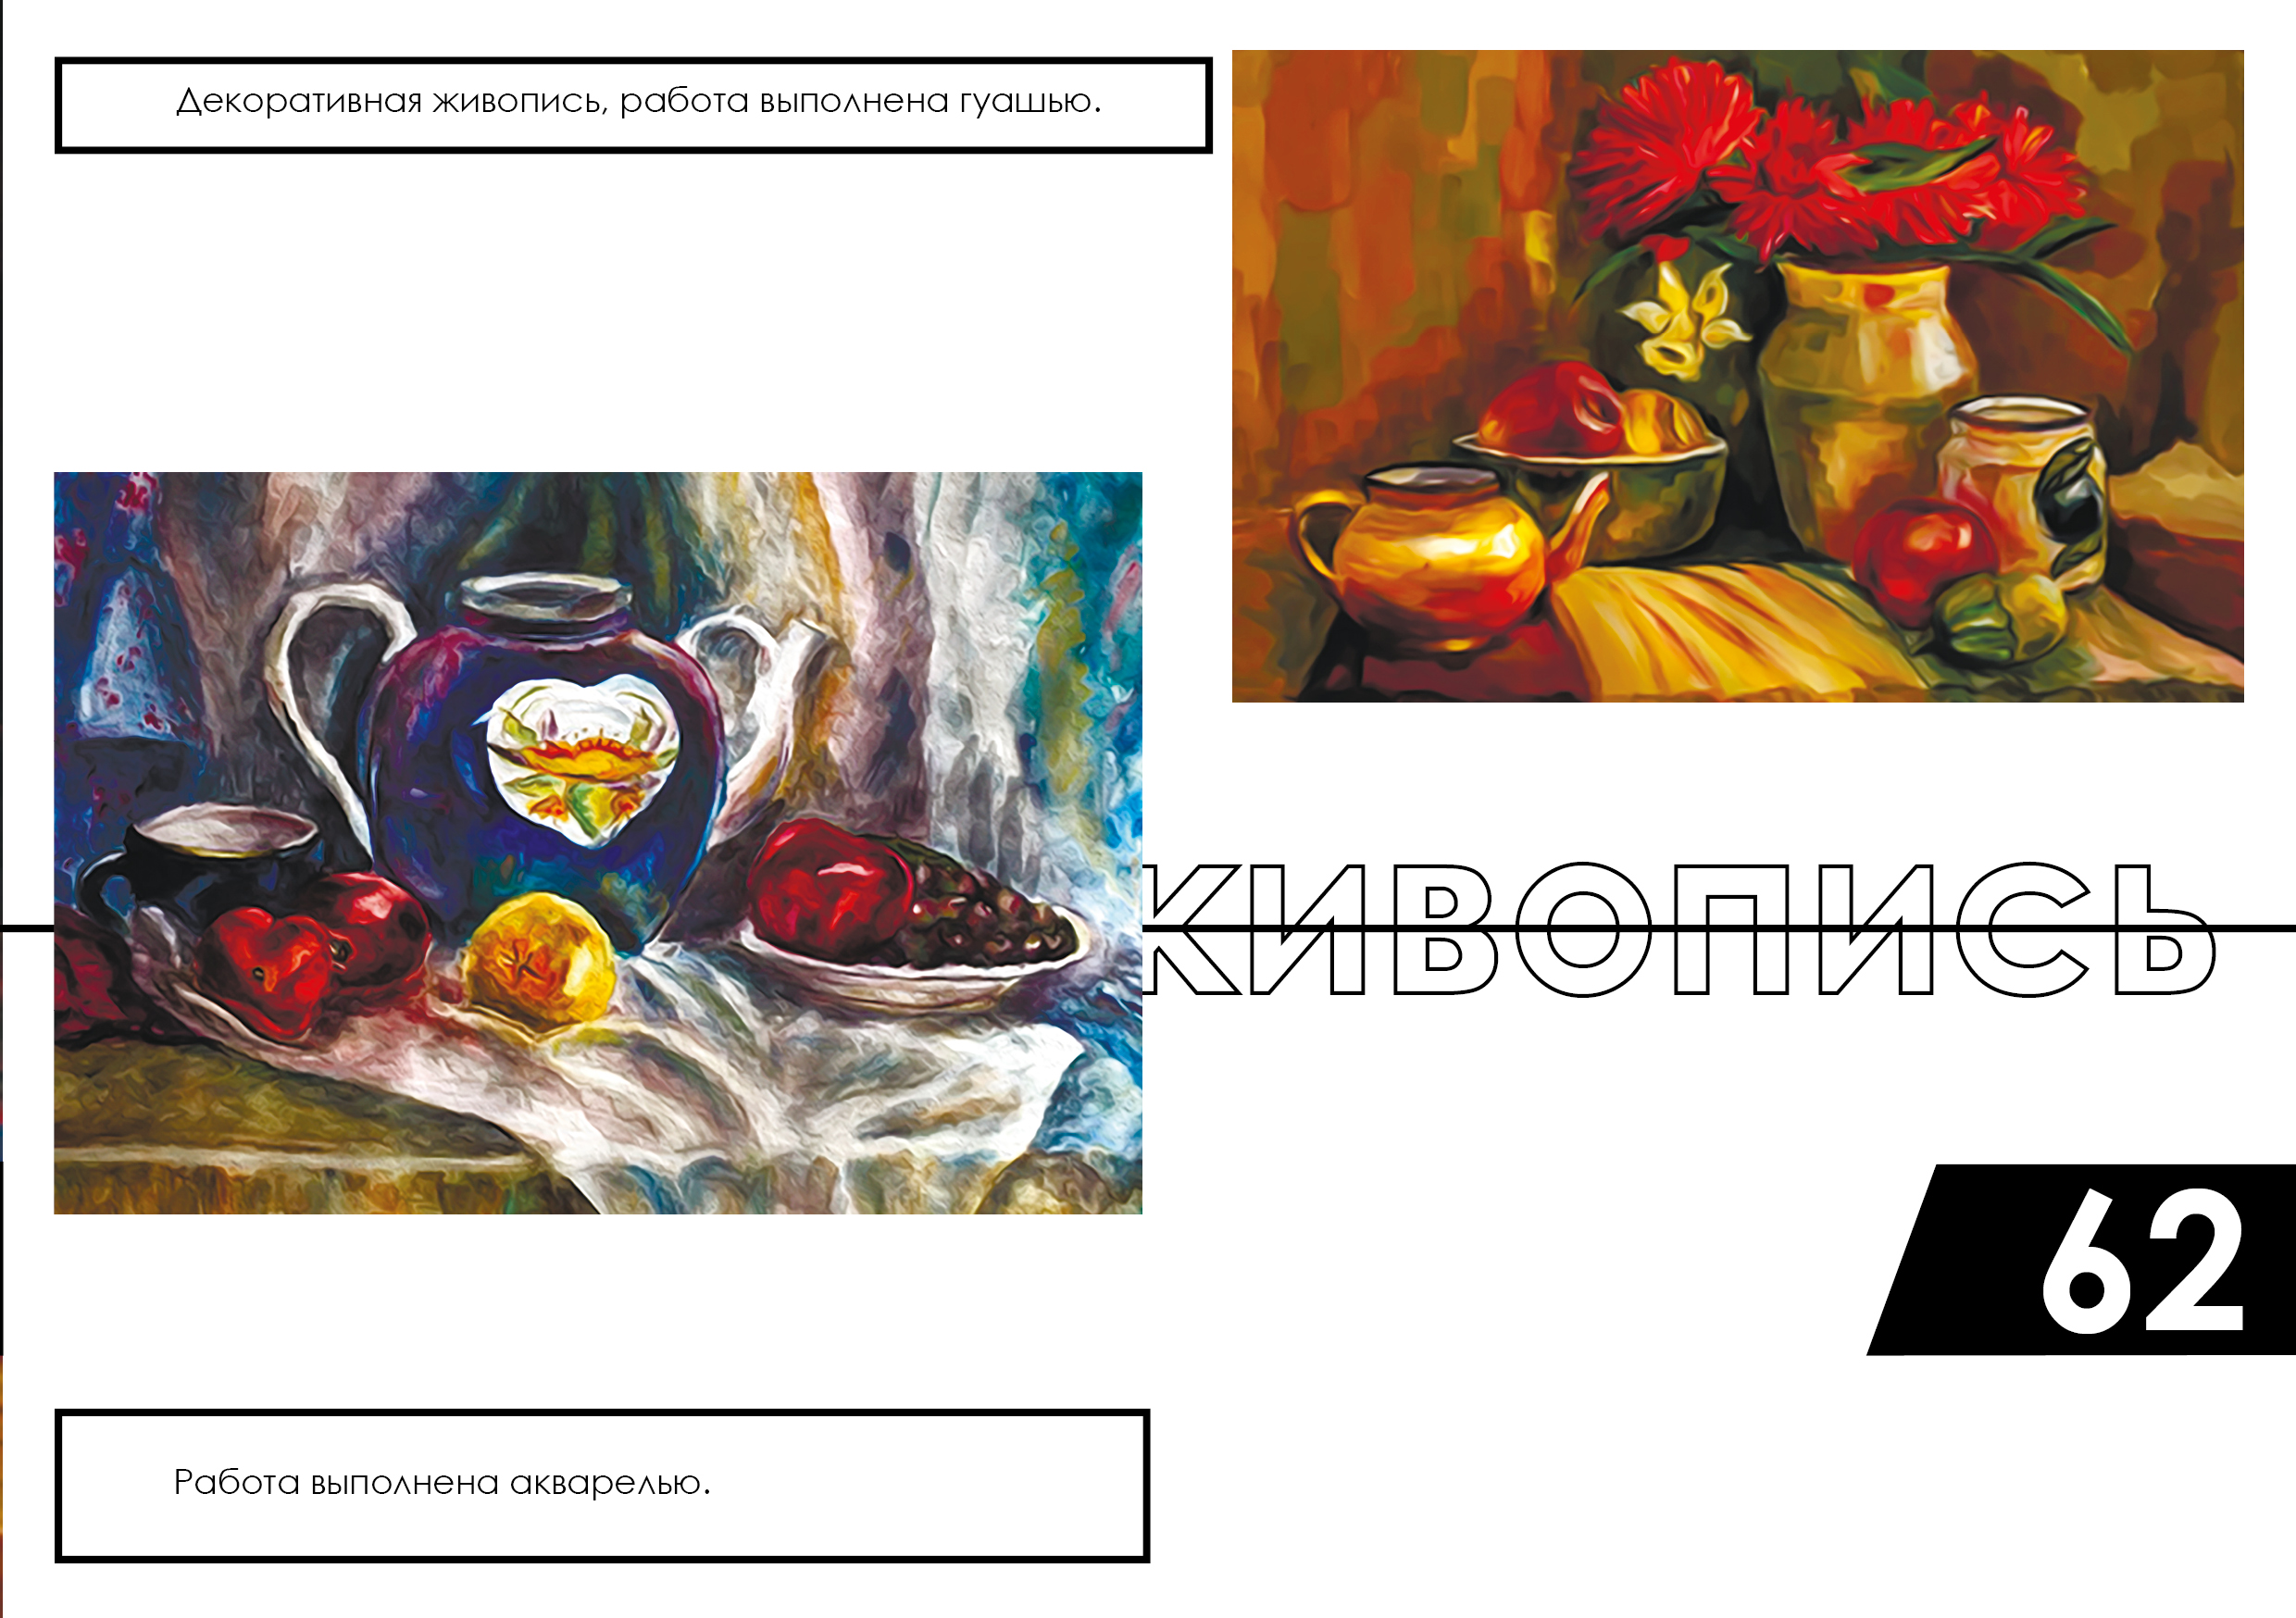 Декоративная живопись, работа выполнена гуашью.
живопись
62
Работа выполнена акварелью.